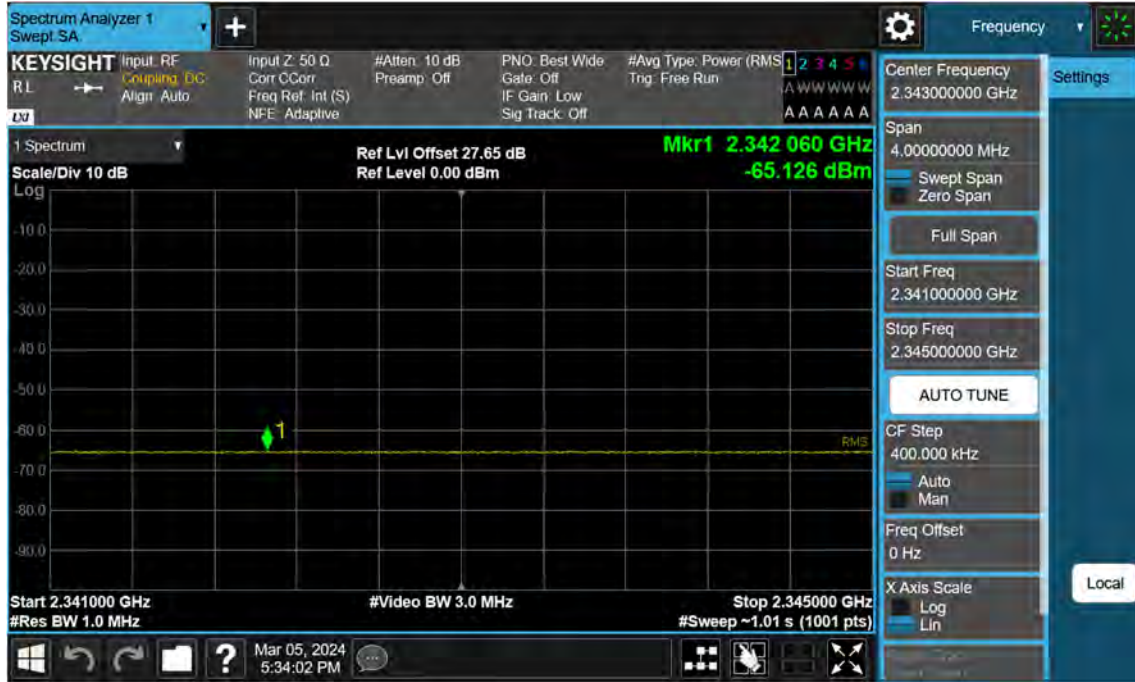 Spectrum Analyzer 1
Swept SA
Frequency
KEYSIGHT
RL
LXI
Input: RF
Coupling: DC
Align: Auto
Input Z: 50 Ω
Corr CCorr
Freq Ref: Int (S)
NFE: Adaptive
#Atten: 10 dB
Preamp: Off
PNO: Best Wide
Gate: Off
IF Gain: Low
Sig Track: Off
#Avg Type: Power (RMS
Trig: Free Run
1 2 3 4 5 6
A W W W W W
A A A A A A
1 Spectrum
Scale/Div 10 dB
Ref Lvl Offset 27.65 dB
Ref Level 0.00 dBm
Mkr1 2.342 060 GHz
-65.126 dBm
Log
-10.0
-20.0
-30.0
-40.0
-50.0
-60.0
-70.0
-80.0
-90.0
1
RMS
Start 2.341000 GHz
#Res BW 1.0 MHz
#Video BW 3.0 MHz
Stop 2.345000 GHz
#Sweep ~1.01 s (1001 pts)
Mar 05, 2024
5:34:02 PM
Center Frequency
2.343000000 GHz
Span
4.00000000 MHz
Swept Span
Zero Span
Full Span
Start Freq
2.341000000 GHz
Stop Freq
2.345000000 GHz
AUTO TUNE
CF Step
400.000 kHz
Auto
Man
Freq Offset
0 Hz
X Axis Scale
Log
Lin
Settings
Local